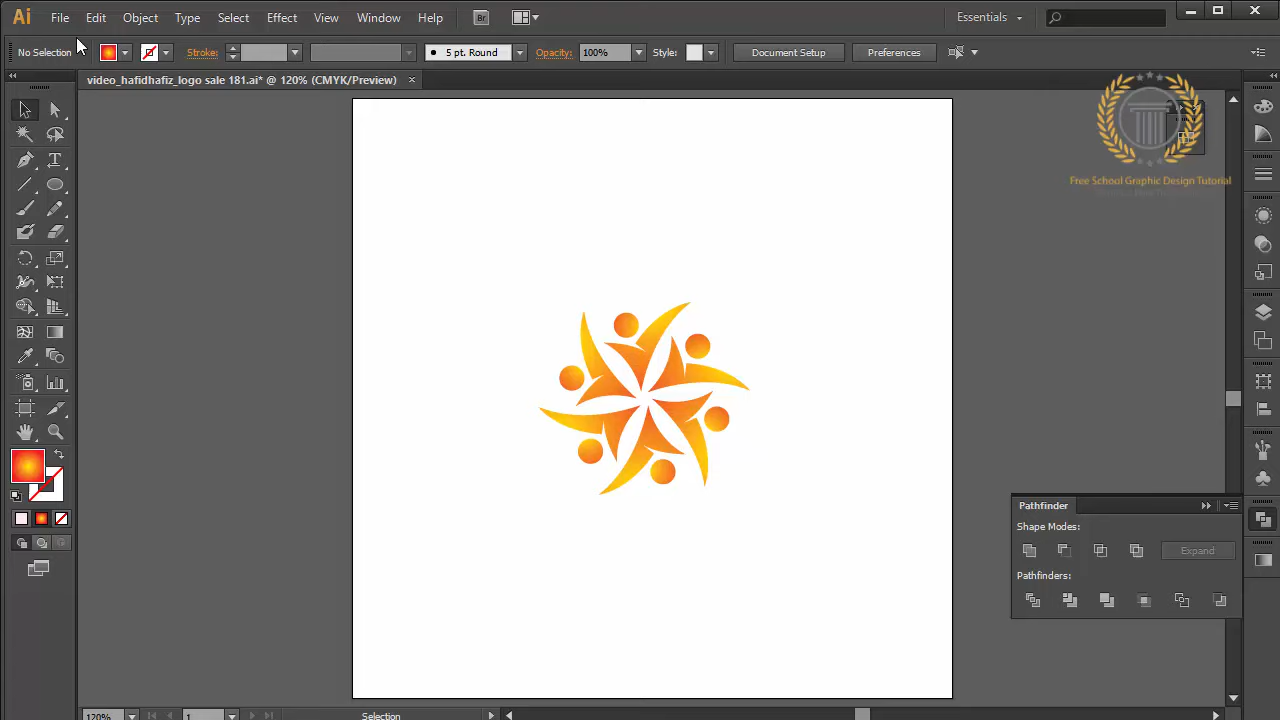 Ai File Edit Object Type Select Effect View Window Help Br Essentials
No Selection Stroke: 5 pt. Round Opacity: 100% Style: Document Setup Preferences
video_hafidhafiz_logo sale 181.ai* @ 120% (CMYK/Preview)
Free School Graphic Design Tutorial
Pathfinder
Shape Modes:
Expand
Pathfinders:
120% 1 Selection